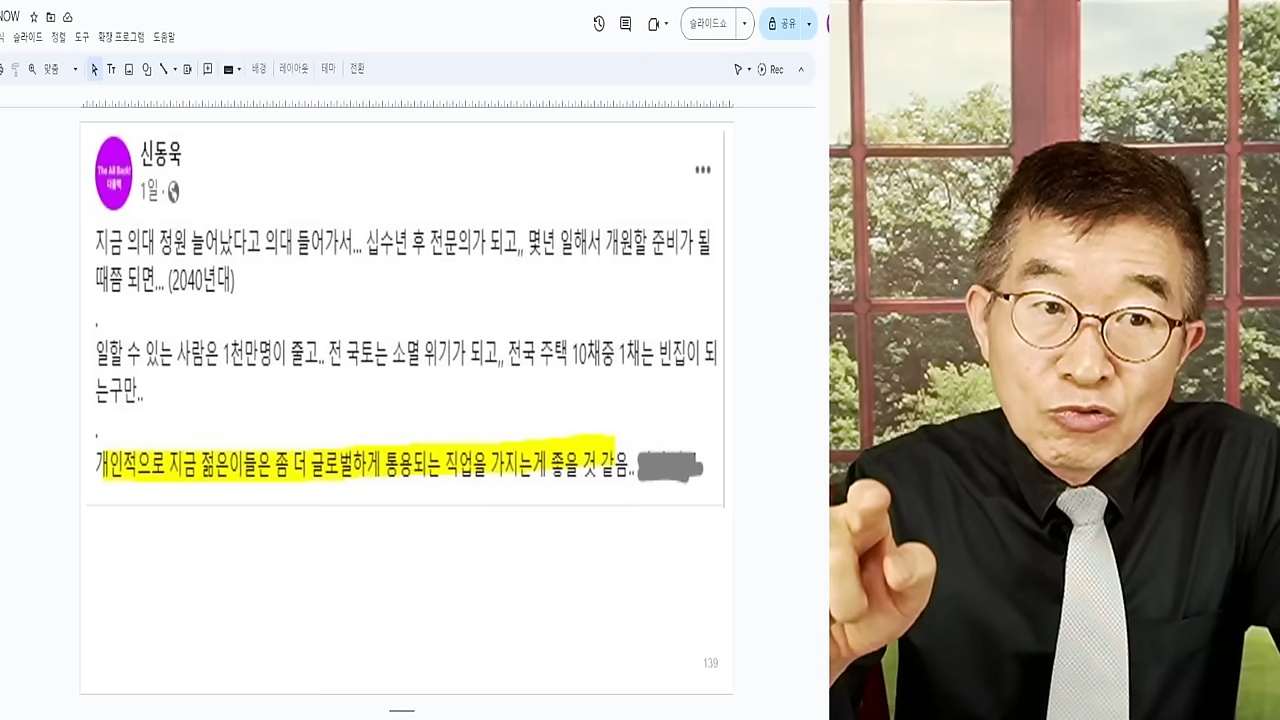 NOW
슬라이드쇼
공유
슬라이드 정렬 도구 확장 프로그램 도움말
맞춤 Tт 배경 레이아웃 테마 전환 Rec
The All Back!
신동욱
1일 ·
지금 의대 정원 늘어났다고 의대 들어가서... 십수년 후 전문의가 되고,, 몇년 일해서 개원할 준비가 될
때쯤 되면... (2040년대)
.
일할 수 있는 사람은 1천만명이 줄고.. 전 국토는 소멸 위기가 되고,, 전국 주택 10채중 1채는 빈집이 되
는구만..
.
개인적으로 지금 젊은이들은 좀 더 글로벌하게 통용되는 직업을 가지는게 좋을 것 같음..
139